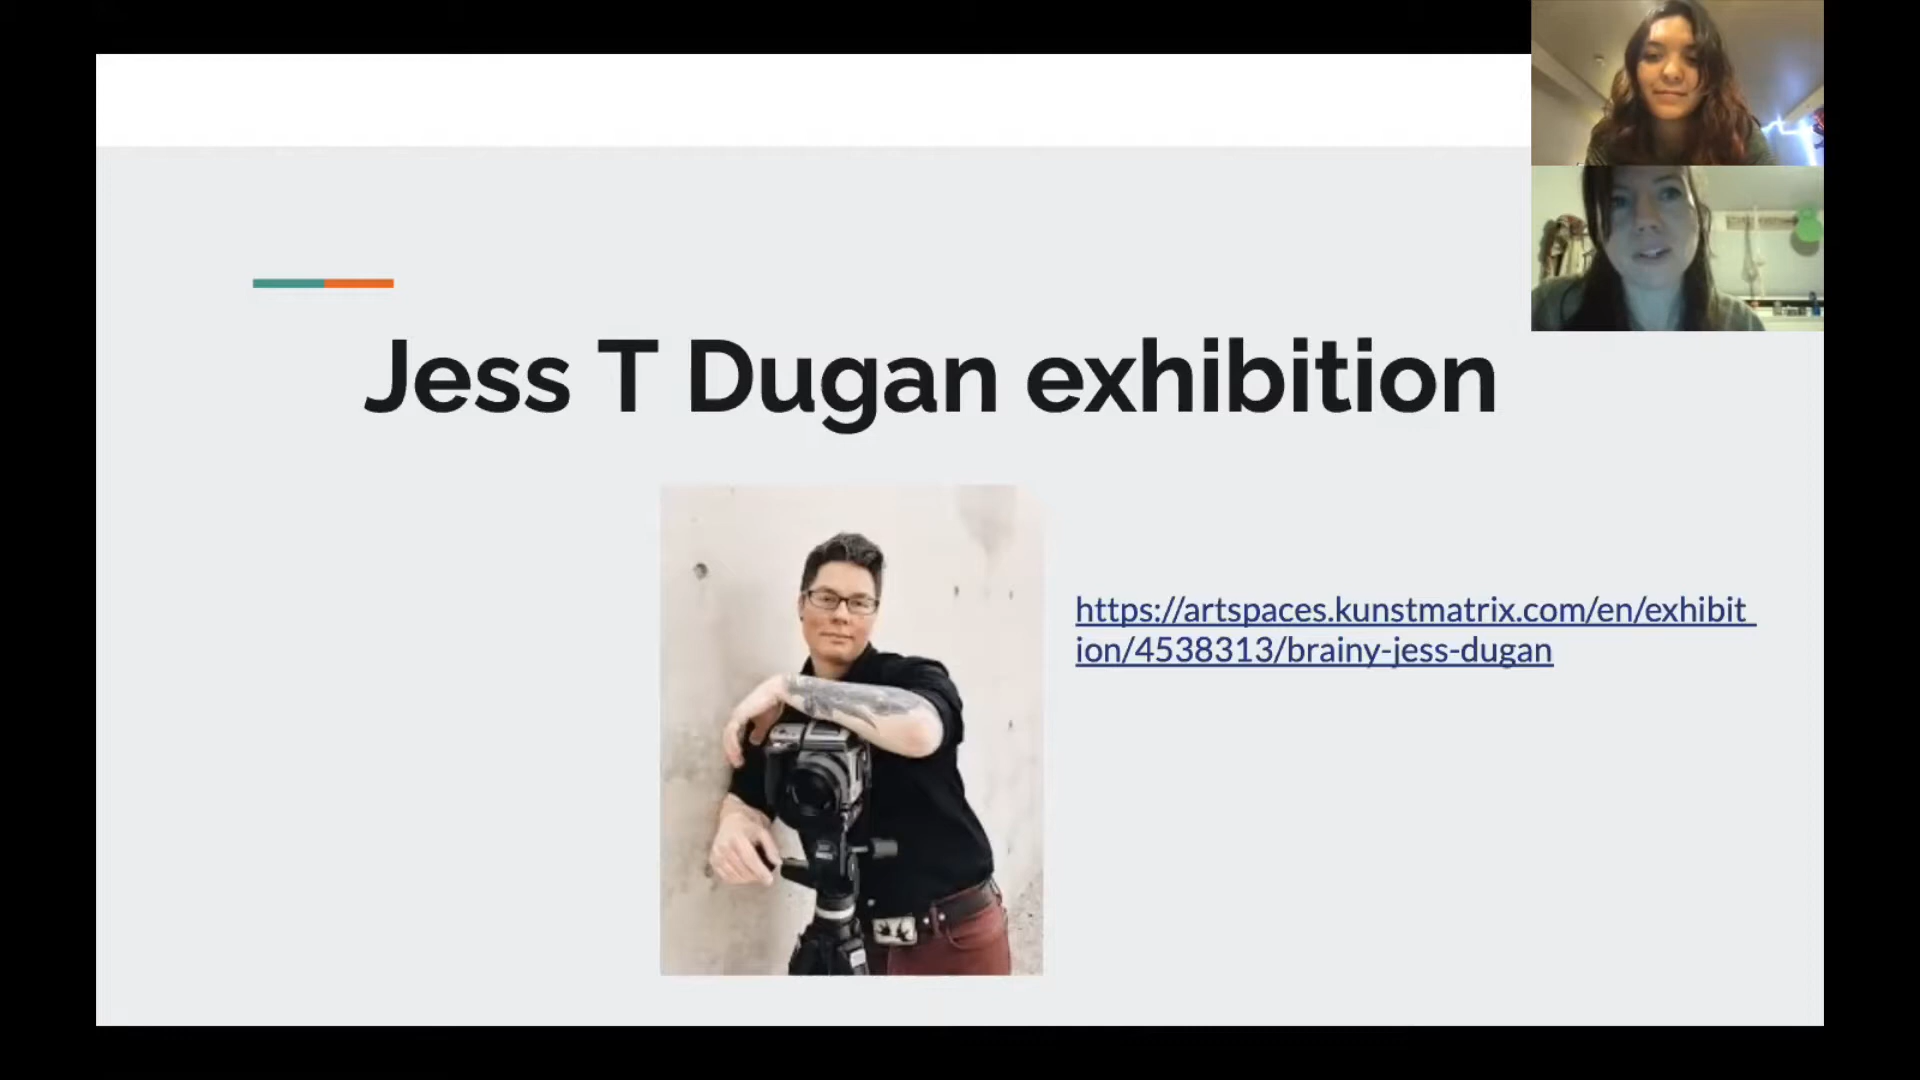 Jess T Dugan exhibition
https://artspaces.kunstmatrix.com/en/exhibit
ion/4538313/brainy-jess-dugan